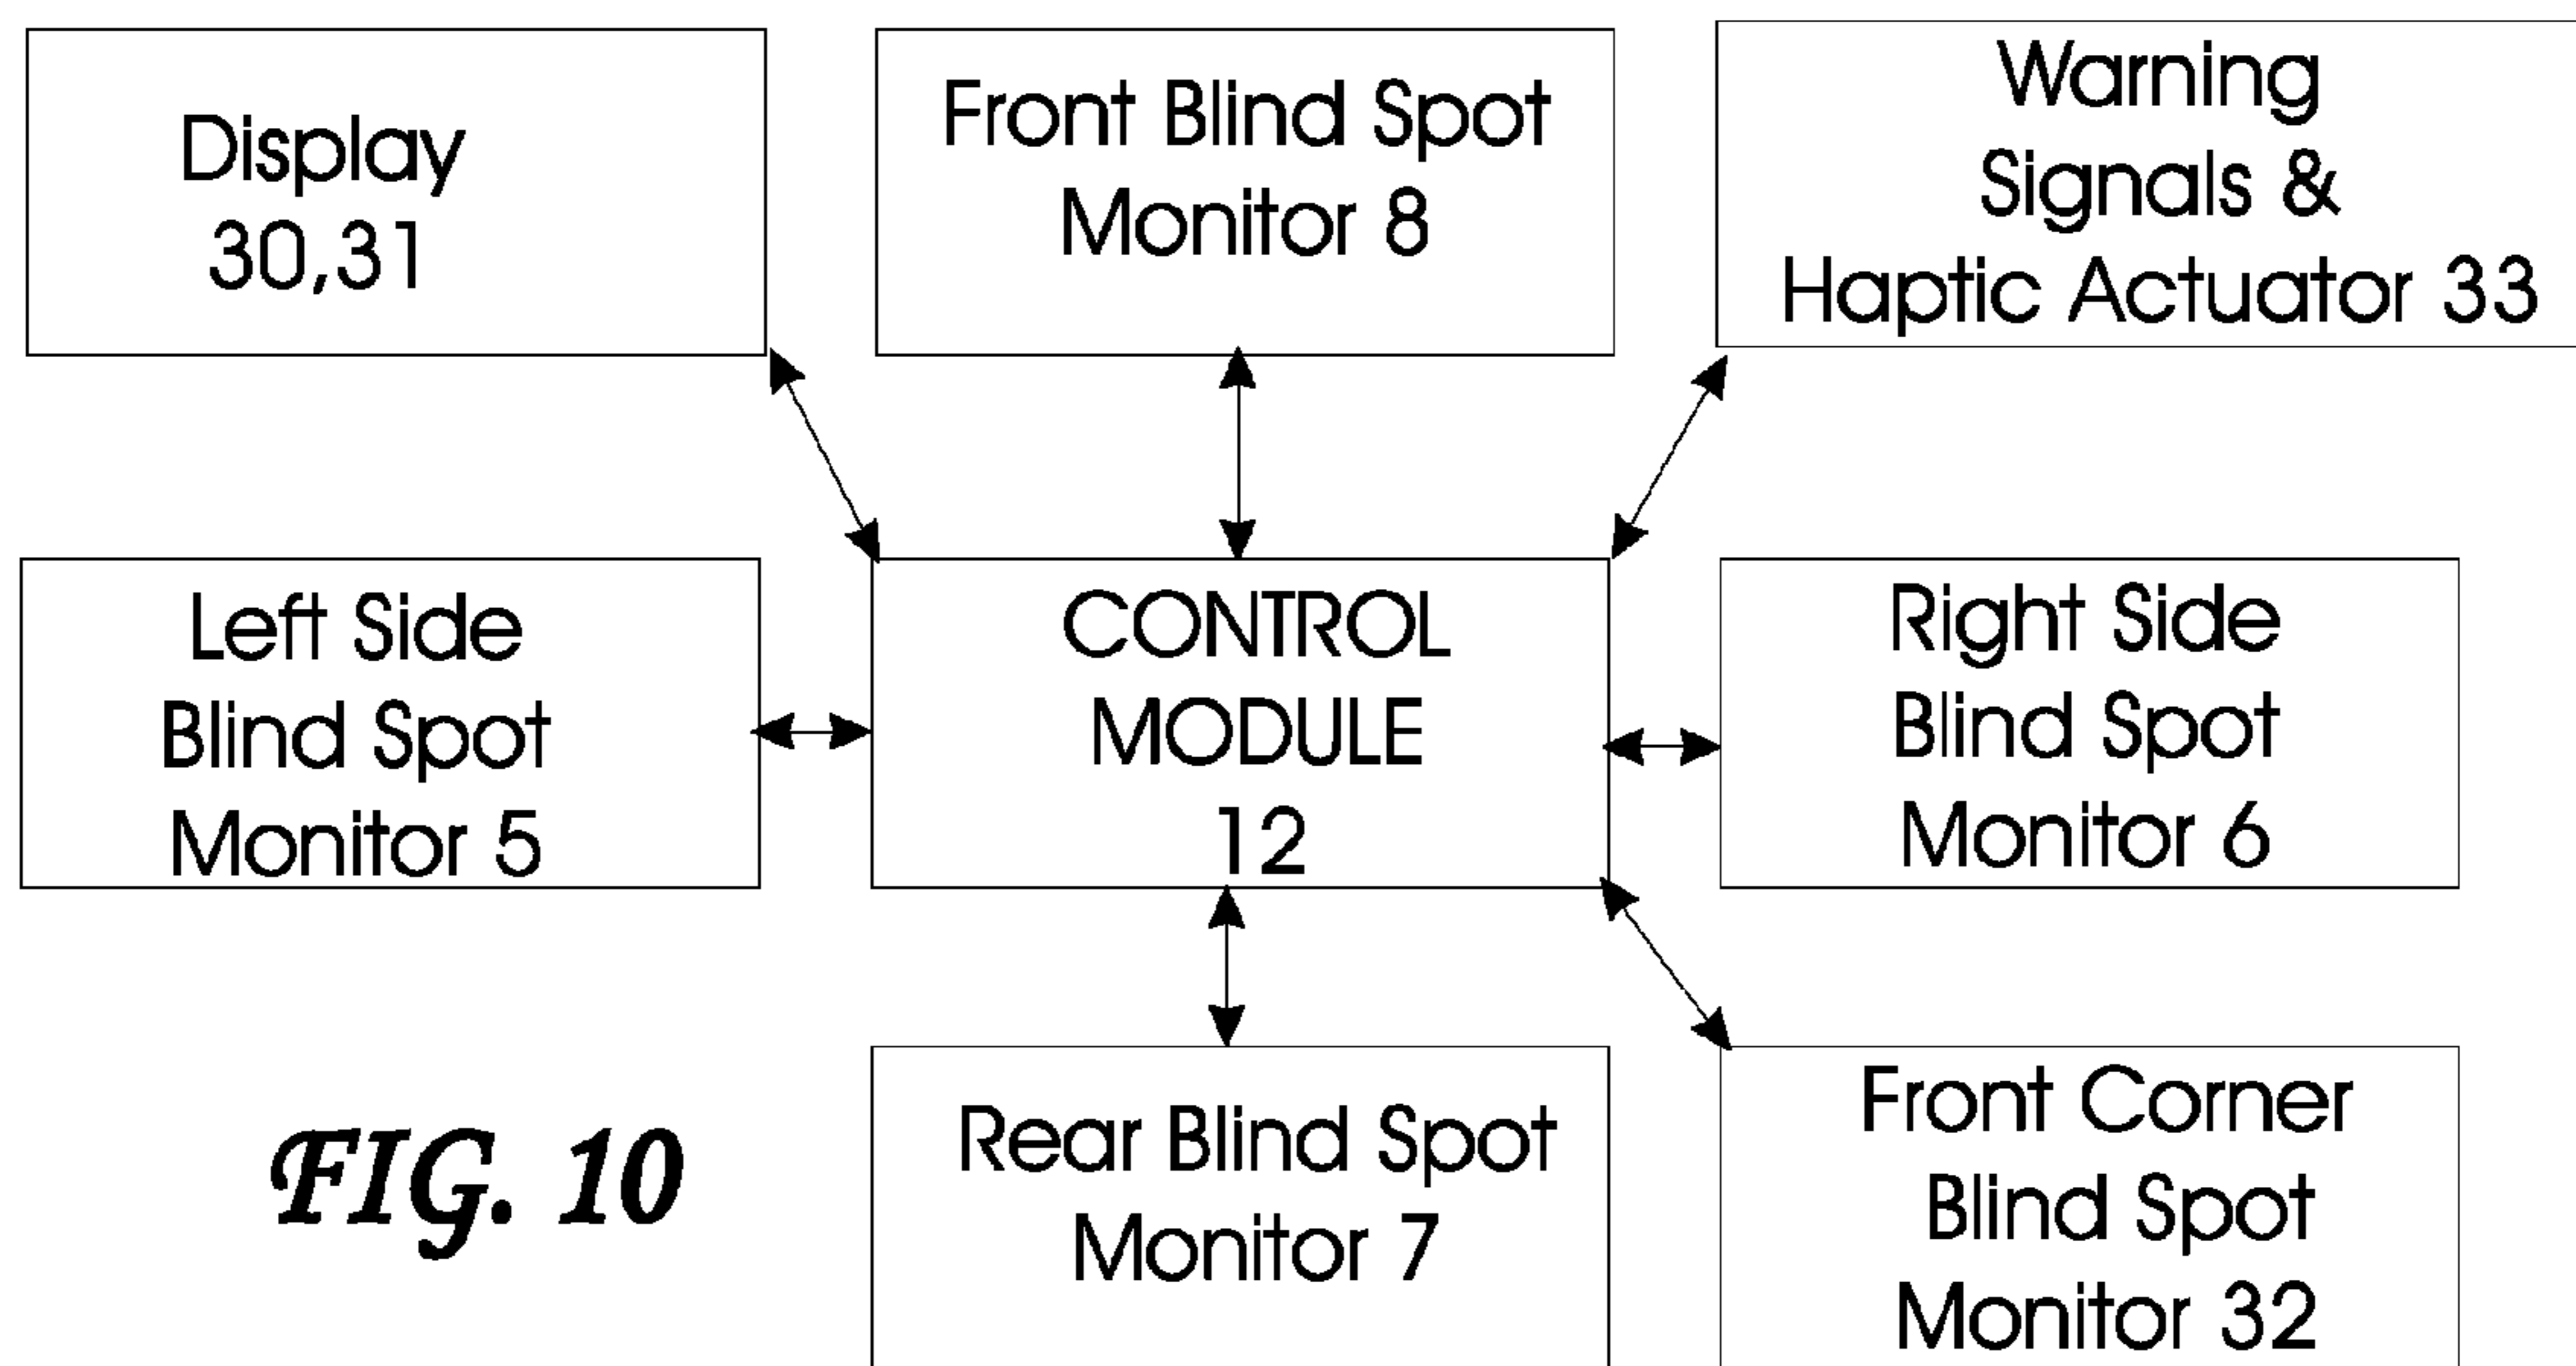 Display
30,31
Front Blind Spot
Monitor 8
Warning
Signals &
Haptic Actuator 33
Left Side
Blind Spot
Monitor 5
CONTROL
MODULE
12
Right Side
Blind Spot
Monitor 6
Rear Blind Spot
Monitor 7
Front Corner
Blind Spot
Monitor 32
FIG. 10